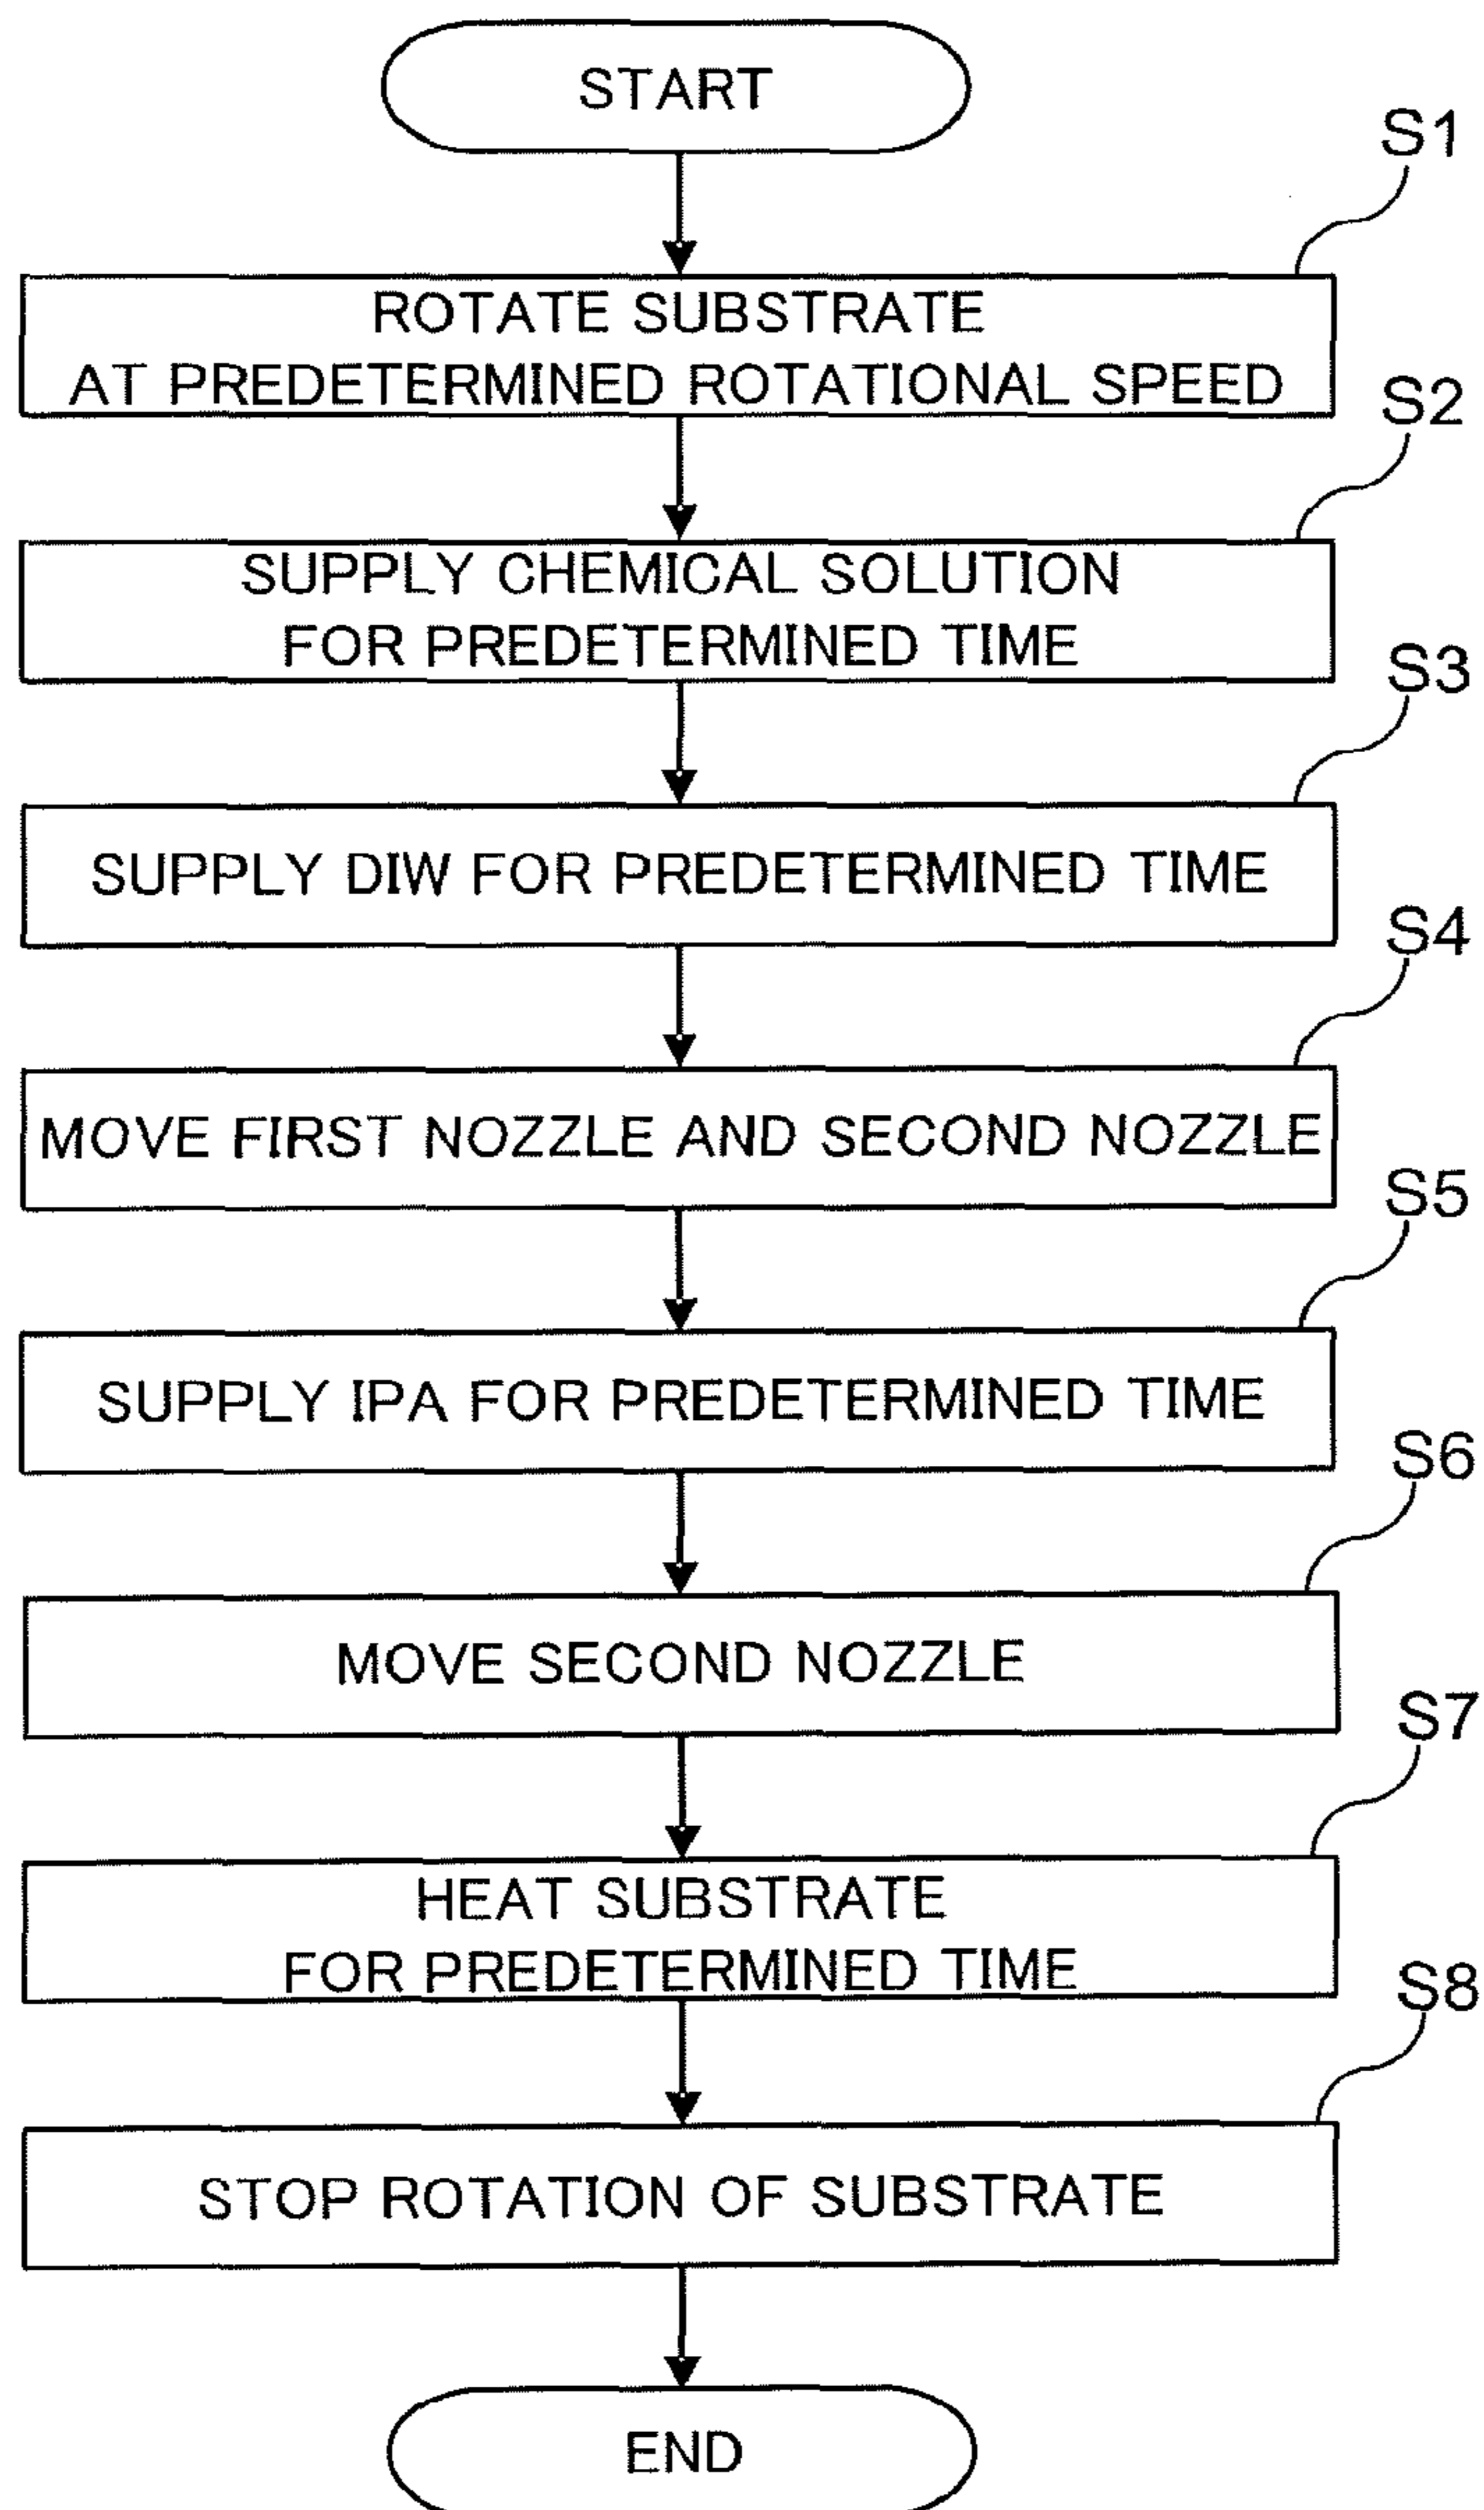 START
S1
ROTATE SUBSTRATE
AT PREDETERMINED ROTATIONAL SPEED
S2
SUPPLY CHEMICAL SOLUTION
FOR PREDETERMINED TIME
S3
SUPPLY DIW FOR PREDETERMINED TIME
S4
MOVE FIRST NOZZLE AND SECOND NOZZLE
S5
SUPPLY IPA FOR PREDETERMINED TIME
S6
MOVE SECOND NOZZLE
S7
HEAT SUBSTRATE
FOR PREDETERMINED TIME
S8
STOP ROTATION OF SUBSTRATE
END